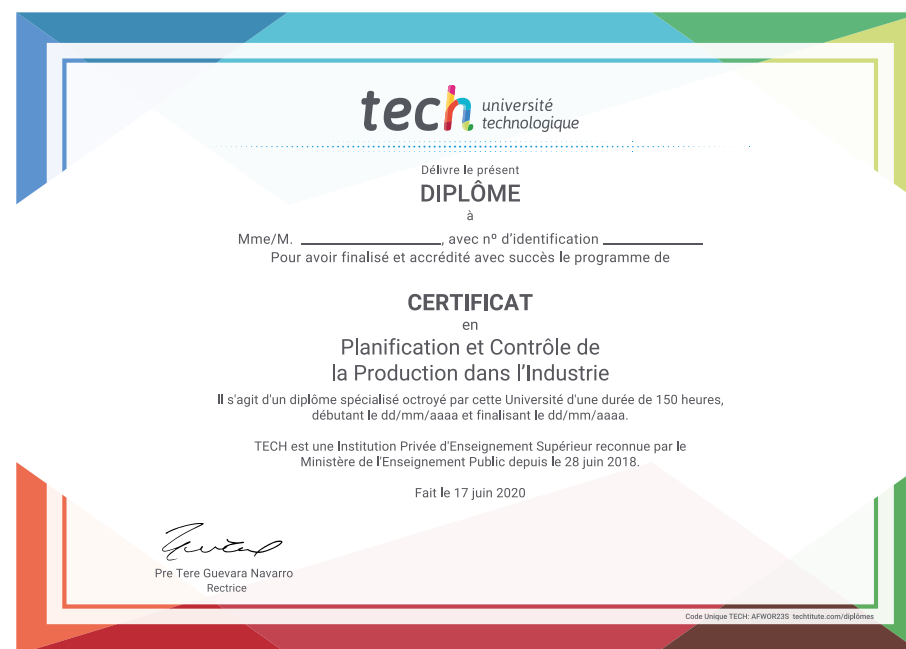 tech université
technologique
Délivre le présent
DIPLÔME
à
Mme/M. ____________________, avec nº d'identification ______________
Pour avoir finalisé et accrédité avec succès le programme de
CERTIFICAT
en
Planification et Contrôle de
la Production dans l'Industrie
Il s'agit d'un diplôme spécialisé octroyé par cette Université d'une durée de 150 heures,
débutant le dd/mm/aaaa et finalisant le dd/mm/aaaa.
TECH est une Institution Privée d'Enseignement Supérieur reconnue par le
Ministère de l'Enseignement Public depuis le 28 juin 2018.
Fait le 17 juin 2020
Pre Tere Guevara Navarro
Rectrice
Code Unique TECH: AFWOR23S techtitute.com/diplômes